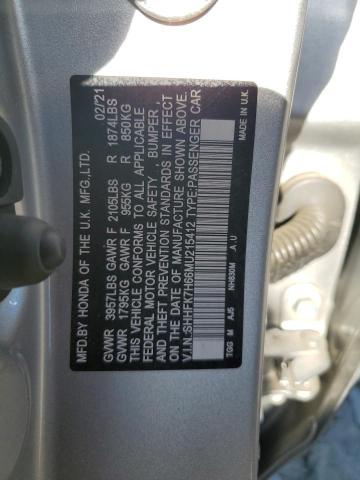 MFD. BY HONDA OF THE U.K. MFG.,LTD. 02/21
GVWR 3957LBS GAWR F 2105LBS R 1874LBS
GVWR 1795KG GAWR F 955KG R 850KG
THIS VEHICLE CONFORMS TO ALL APPLICABLE
FEDERAL MOTOR VEHICLE SAFETY , BUMPER,
AND THEFT PREVENTION STANDARDS IN EFFECT
ON THE DATE OF MANUFACTURE SHOWN ABOVE.
V.I.N.:SHHFK7H66MU215412 TYPE:PASSENGER CAR
TGG M AJ5 NH830M A U MADE IN U.K.